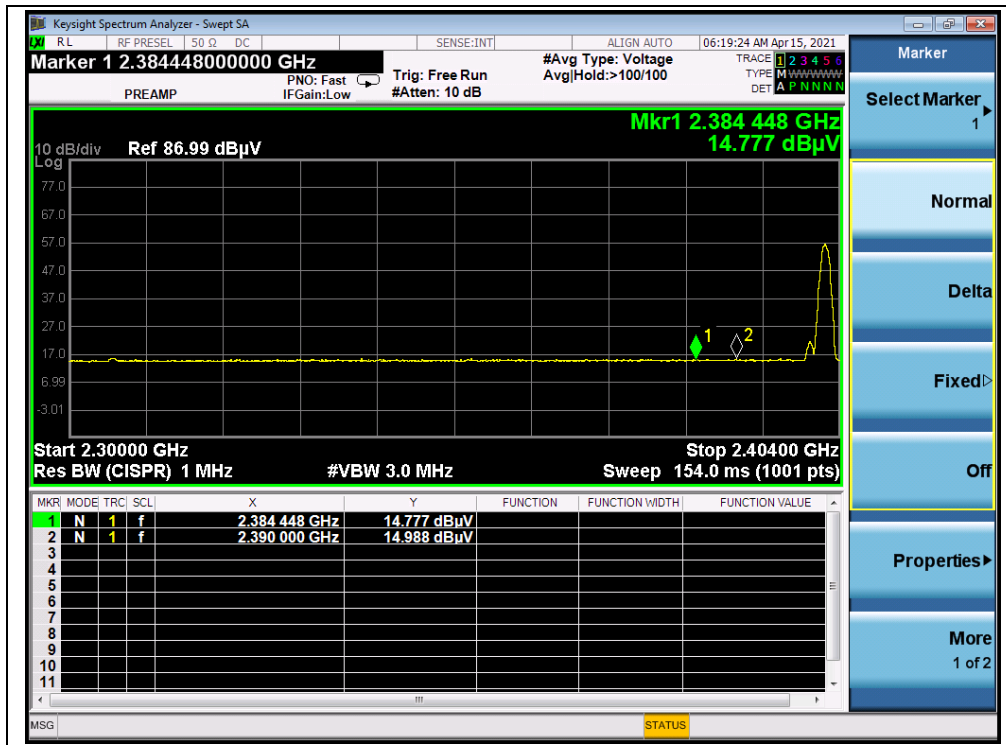 Keysight Spectrum Analyzer - Swept SA
LXI RL RF PRESEL 50 Ω DC SENSE:INT ALIGN AUTO 06:19:24 AM Apr 15, 2021
Marker 1 2.384448000000 GHz
PREAMP
PNO: Fast
IFGain:Low
Trig: Free Run
#Atten: 10 dB
#Avg Type: Voltage
Avg|Hold:>100/100
TRACE 1 2 3 4 5 6
TYPE M W W W W W
DET A P N N N N
Mkr1 2.384 448 GHz
14.777 dBµV
10 dB/div Ref 86.99 dBµV
Log
77.0
67.0
57.0
47.0
37.0
27.0
17.0
6.99
-3.01
1
2
Start 2.30000 GHz Stop 2.40400 GHz
Res BW (CISPR) 1 MHz #VBW 3.0 MHz Sweep 154.0 ms (1001 pts)
MKR MODE TRC SCL X Y FUNCTION FUNCTION WIDTH FUNCTION VALUE
1 N 1 f 2.384 448 GHz 14.777 dBµV
2 N 1 f 2.390 000 GHz 14.988 dBµV
3
4
5
6
7
8
9
10
11
MSG STATUS
Marker
Select Marker
1
Normal
Delta
Fixed
Off
Properties
More
1 of 2